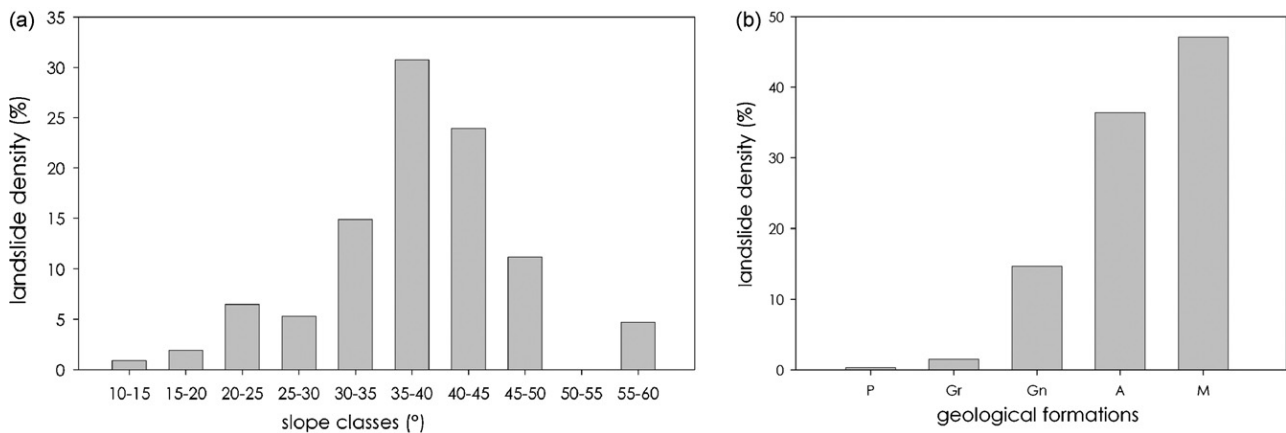 (a)
landslide density (%)
35
30
25
20
15
10
5
0
10-15 15-20 20-25 25-30 30-35 35-40 40-45 45-50 50-55 55-60
slope classes (°)
(b)
landslide density (%)
50
40
30
20
10
0
P Gr Gn A M
geological formations